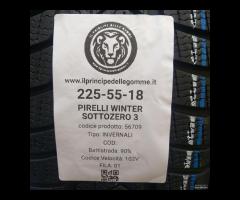 www.ilprincipedellegomme.it
225-55-18
PIRELLI WINTER
SOTTOZERO 3
codice prodotto: 56709
Tipo: INVERNALI
COD:
Battistrada: 90%
Codice Velocità: 102V
FILA: 01